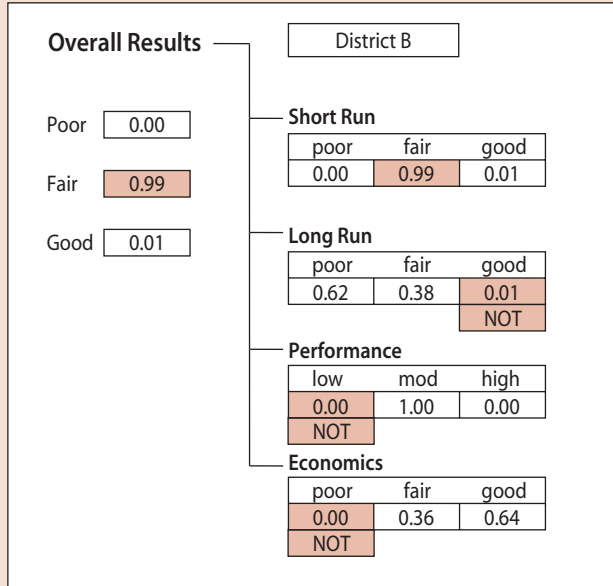 Overall Results
District B
Poor 0.00
Fair 0.99
Good 0.01
Short Run
poor fair good
0.00 0.99 0.01
Long Run
poor fair good
0.62 0.38 0.01
NOT
Performance
low mod high
0.00 1.00 0.00
NOT
Economics
poor fair good
0.00 0.36 0.64
NOT